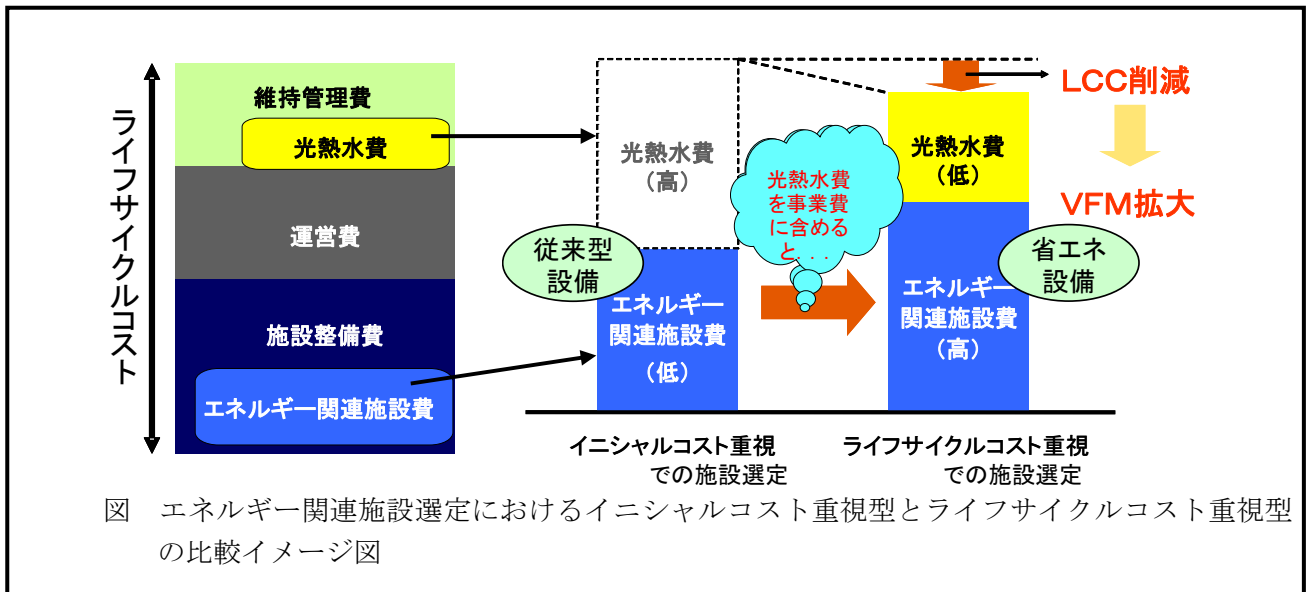 ライフサイクルコスト
維持管理費
光熱水費
運営費
施設整備費
エネルギー関連施設費
光熱水費
(高)
従来型
設備
エネルギー
関連施設費
(低)
イニシャルコスト重視
での施設選定
光熱水費
を事業費
に含める
と...
光熱水費
(低)
エネルギー
関連施設費
(高)
省エネ
設備
ライフサイクルコスト重視
での施設選定
LCC削減
VFM拡大
図 エネルギー関連施設選定におけるイニシャルコスト重視型とライフサイクルコスト重視型
の比較イメージ図